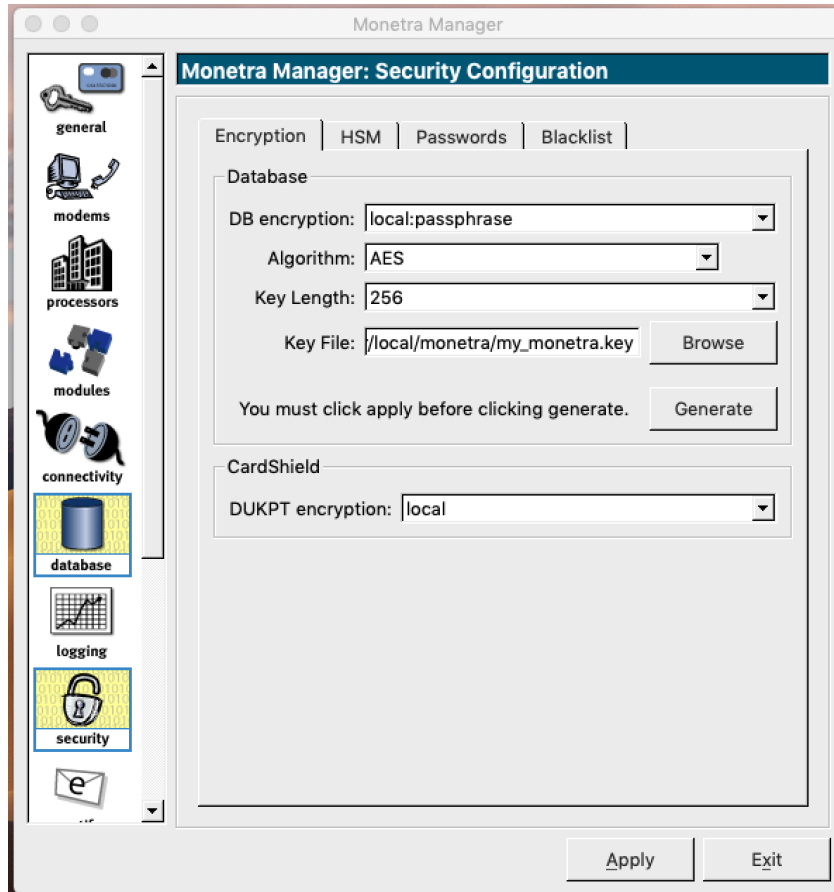 Monetra Manager
general
modems
processors
modules
connectivity
database
logging
security
Monetra Manager: Security Configuration
Encryption
HSM
Passwords
Blacklist
Database
DB encryption: local:passphrase
Algorithm: AES
Key Length: 256
Key File: /local/monetra/my_monetra.key Browse
You must click apply before clicking generate. Generate
CardShield
DUKPT encryption: local
Apply Exit